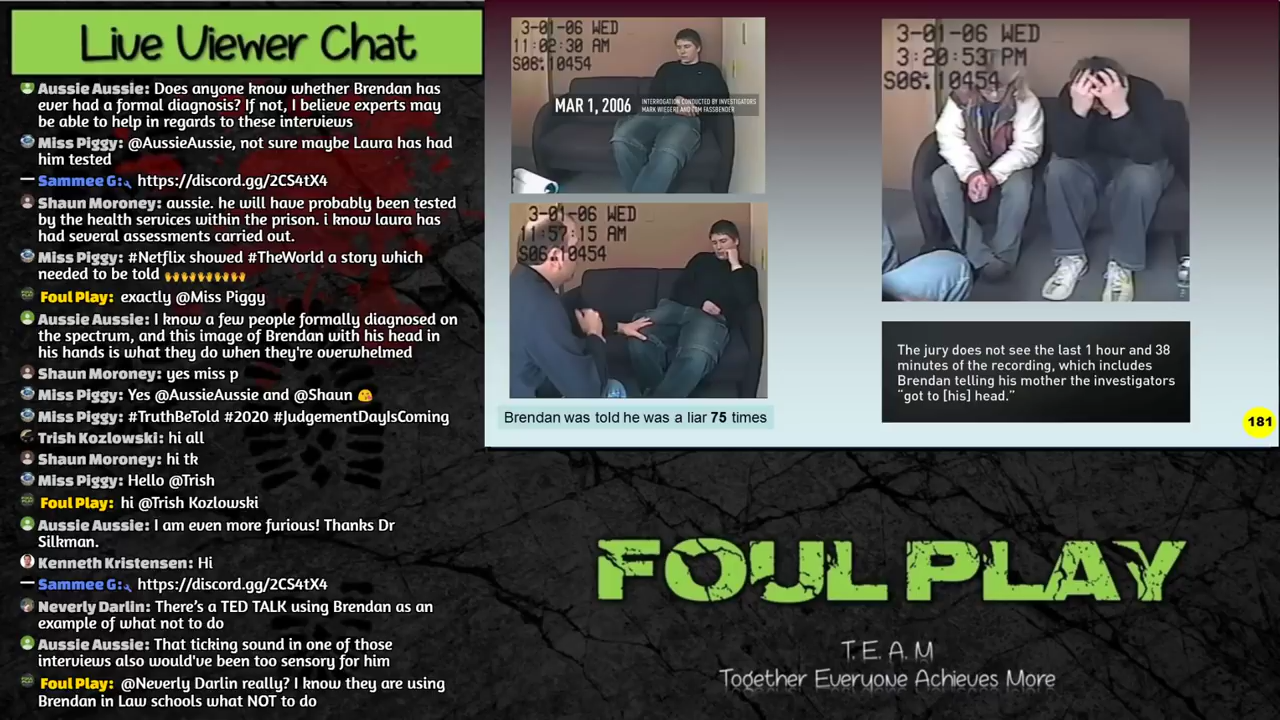 Live Viewer Chat
Aussie Aussie: Does anyone know whether Brendan has
ever had a formal diagnosis? If not, I believe experts may
be able to help in regards to these interviews
Miss Piggy: @AussieAussie, not sure maybe Laura has had
him tested
Sammee G: https://discord.gg/2CS4tX4
Shaun Moroney: aussie. he will have probably been tested
by the health services within the prison. i know laura has
had several assessments carried out.
Miss Piggy: #Netflix showed #TheWorld a story which
needed to be told 🙌🙌🙌🙌🙌🙌🙌
Foul Play: exactly @Miss Piggy
Aussie Aussie: I know a few people formally diagnosed on
the spectrum, and this image of Brendan with his head in
his hands is what they do when they're overwhelmed
Shaun Moroney: yes miss p
Miss Piggy: Yes @AussieAussie and @Shaun 😘
Miss Piggy: #TruthBeTold #2020 #JudgementDayIsComing
Trish Kozlowski: hi all
Shaun Moroney: hi tk
Miss Piggy: Hello @Trish
Foul Play: hi @Trish Kozlowski
Aussie Aussie: I am even more furious! Thanks Dr
Silkman.
Kenneth Kristensen: Hi
Sammee G: https://discord.gg/2CS4tX4
Neverly Darlin: There's a TED TALK using Brendan as an
example of what not to do
Aussie Aussie: That ticking sound in one of those
interviews also would've been too sensory for him
Foul Play: @Neverly Darlin really? I know they are using
Brendan in Law schools what NOT to do
3-01-06 WED
11:02:30 AM
S06.10454
MAR 1, 2006
INTERROGATION CONDUCTED BY INVESTIGATORS
MARK WIEGERT AND TOM FASSBENDER
3-01-06 WED
11:57:15 AM
S06.10454
Brendan was told he was a liar 75 times
3-01-06 WED
3:20:53 PM
S06.10454
The jury does not see the last 1 hour and 38
minutes of the recording, which includes
Brendan telling his mother the investigators
"got to [his] head."
181
FOUL PLAY
T.E.A.M
Together Everyone Achieves More